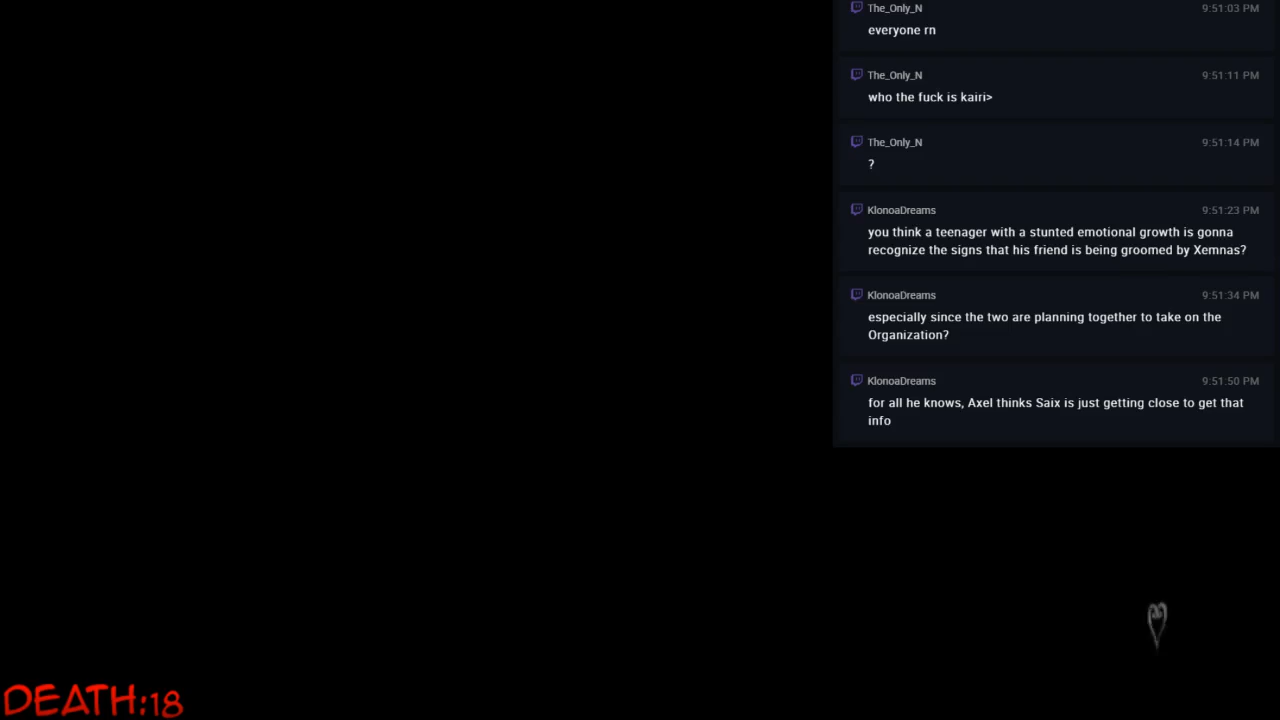 The_Only_N 9:51:03 PM
everyone rn
The_Only_N 9:51:11 PM
who the fuck is kairi>
The_Only_N 9:51:14 PM
?
KlonoaDreams 9:51:23 PM
you think a teenager with a stunted emotional growth is gonna
recognize the signs that his friend is being groomed by Xemnas?
KlonoaDreams 9:51:34 PM
especially since the two are planning together to take on the
Organization?
KlonoaDreams 9:51:50 PM
for all he knows, Axel thinks Saix is just getting close to get that
info
DEATH:18